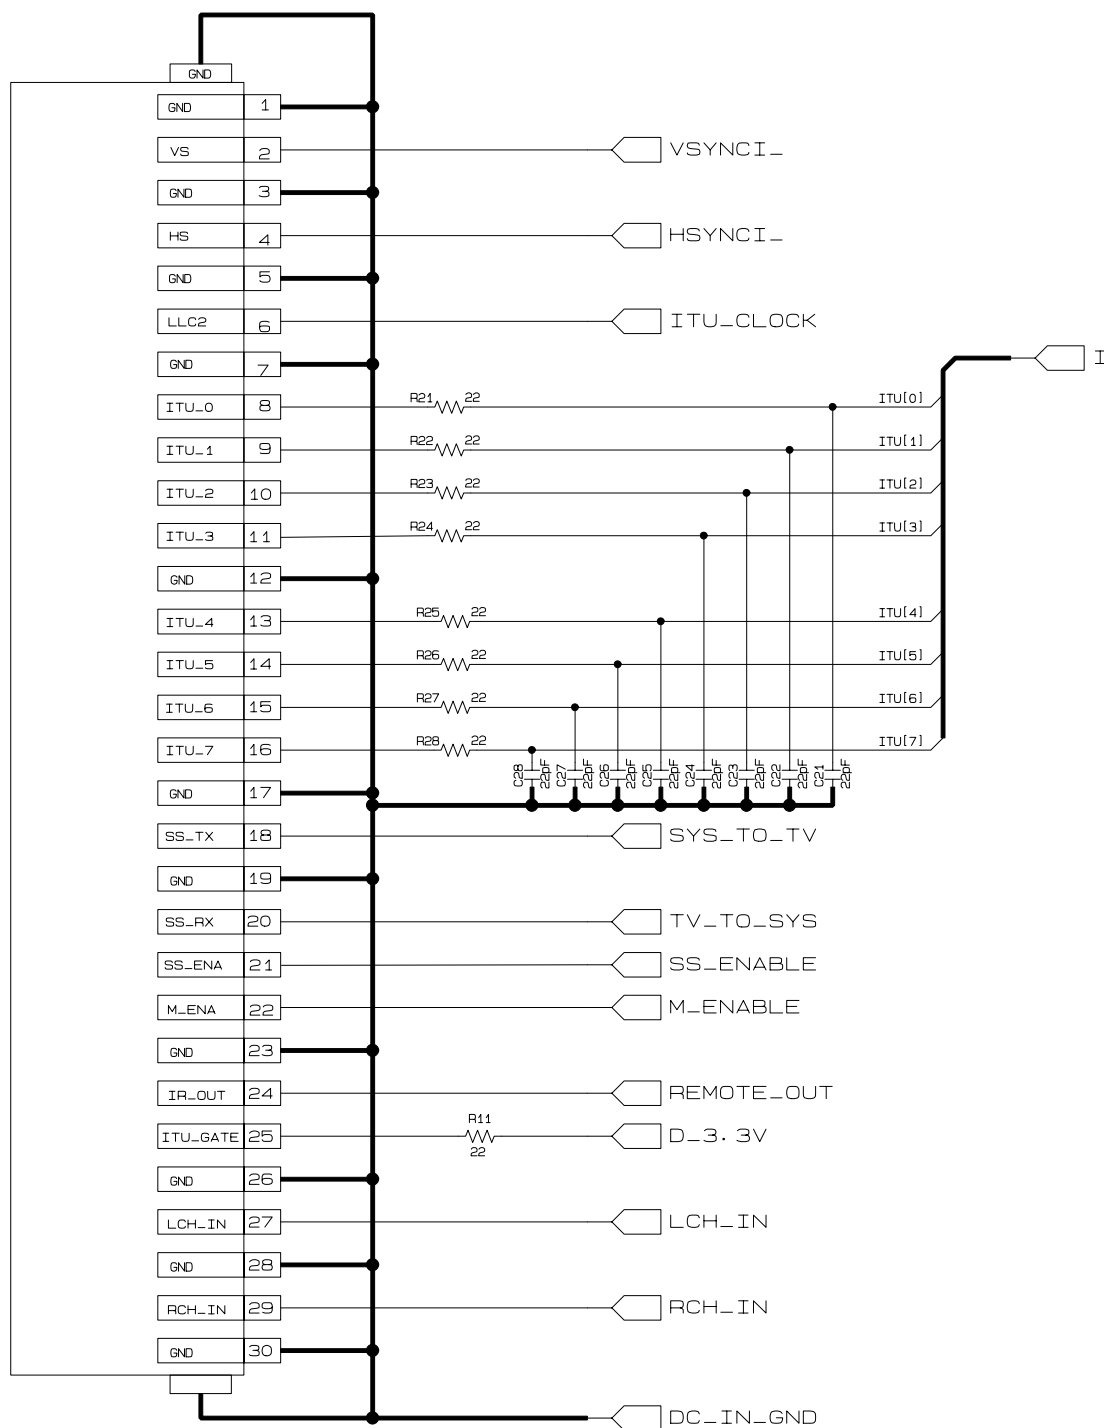 GND
GND 1
VS 2 VSYNCI_
GND 3
HS 4 HSYNCI_
GND 5
LLC2 6 ITU_CLOCK
GND 7
I
ITU_0 8 R21 22 ITU[0]
ITU_1 9 R22 22 ITU[1]
ITU_2 10 R23 22 ITU[2]
ITU_3 11 R24 22 ITU[3]
GND 12
ITU_4 13 R25 22 ITU[4]
ITU_5 14 R26 22 ITU[5]
ITU_6 15 R27 22 ITU[6]
ITU_7 16 R28 22 ITU[7]
C28 22pF C27 22pF C26 22pF C25 22pF C24 22pF C23 22pF C22 22pF C21 22pF
GND 17
SS_TX 18 SYS_TO_TV
GND 19
SS_RX 20 TV_TO_SYS
SS_ENA 21 SS_ENABLE
M_ENA 22 M_ENABLE
GND 23
IR_OUT 24 REMOTE_OUT
R11
ITU_GATE 25 D_3.3V
22
GND 26
LCH_IN 27 LCH_IN
GND 28
RCH_IN 29 RCH_IN
GND 30
DC_IN_GND